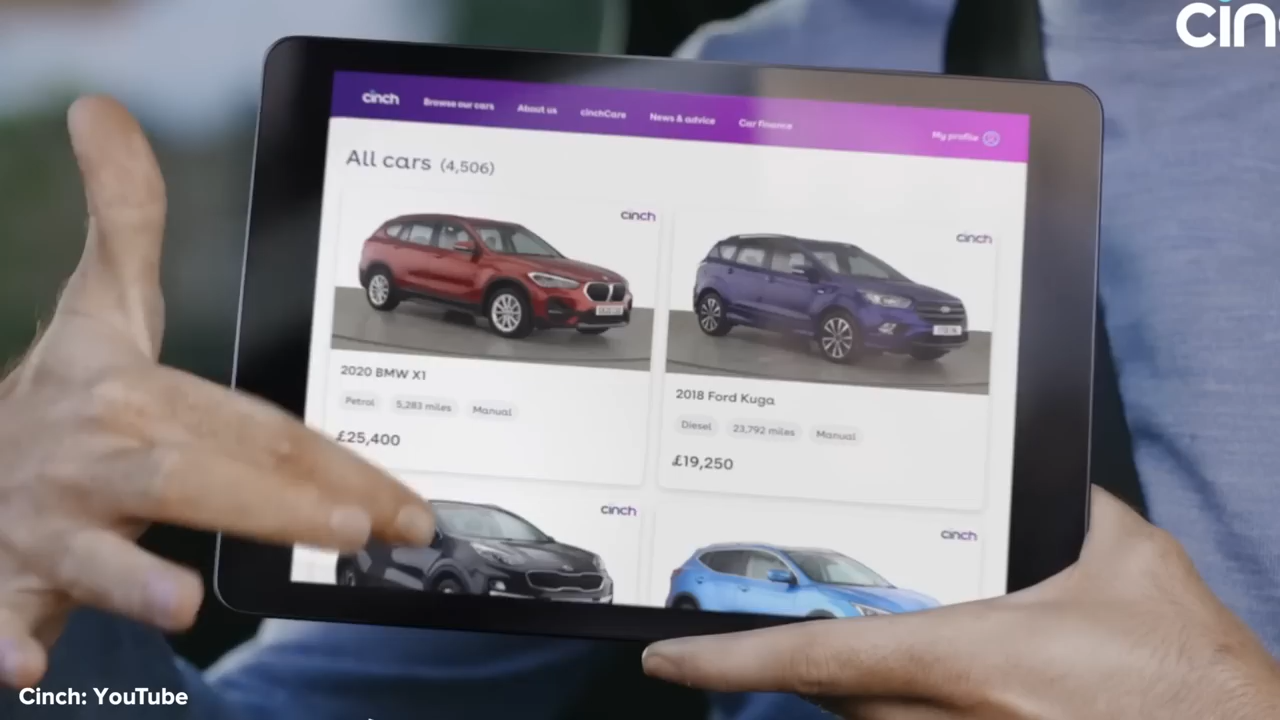 cin
cinch Browse our cars About us cinchCare News & advice Car Finance My profile
All cars (4,506)
cinch
cinch
2020 BMW X1
Petrol 5,283 miles Manual
£25,400
2018 Ford Kuga
Diesel 23,792 miles Manual
£19,250
cinch
cinch
Cinch: YouTube